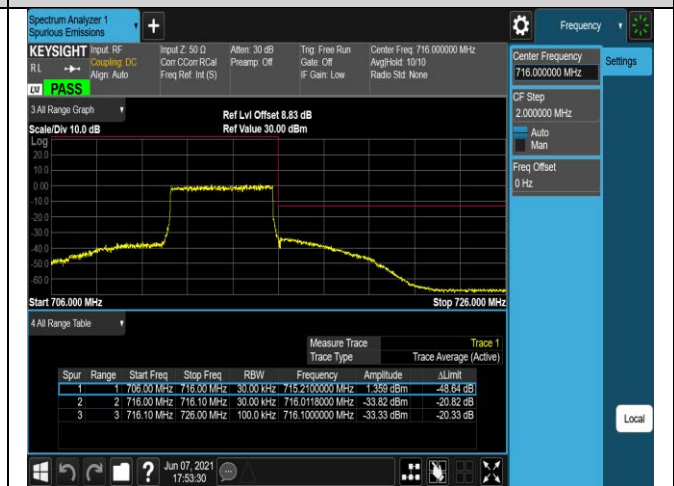 Spectrum Analyzer 1
Spurious Emissions
+
Frequency
KEYSIGHT Input: RF Input Z: 50 Ω Atten: 30 dB Trig: Free Run Center Freq: 716.000000 MHz
RL Coupling: DC Corr CCorr RCal Preamp: Off Gate: Off Avg|Hold: 10/10
Align: Auto Freq Ref: Int (S) IF Gain: Low Radio Std: None
LXI PASS
Center Frequency
716.000000 MHz
Settings
CF Step
2.000000 MHz
Auto
Man
Freq Offset
0 Hz
3 All Range Graph
Ref Lvl Offset 8.83 dB
Scale/Div 10.0 dB Ref Value 30.00 dBm
Log
20.0
10.0
0.00
-10.0
-20.0
-30.0
-40.0
-50.0
-60.0
Start 706.000 MHz Stop 726.000 MHz
4 All Range Table
Measure Trace Trace 1
Trace Type Trace Average (Active)
Spur Range Start Freq Stop Freq RBW Frequency Amplitude ΔLimit
1 1 706.00 MHz 716.00 MHz 30.00 kHz 715.2100000 MHz 1.359 dBm -48.64 dB
2 2 716.00 MHz 716.10 MHz 30.00 kHz 716.0118000 MHz -33.82 dBm -20.82 dB
3 3 716.10 MHz 726.00 MHz 100.0 kHz 716.1000000 MHz -33.33 dBm -20.33 dB
Local
? Jun 07, 2021
17:53:30